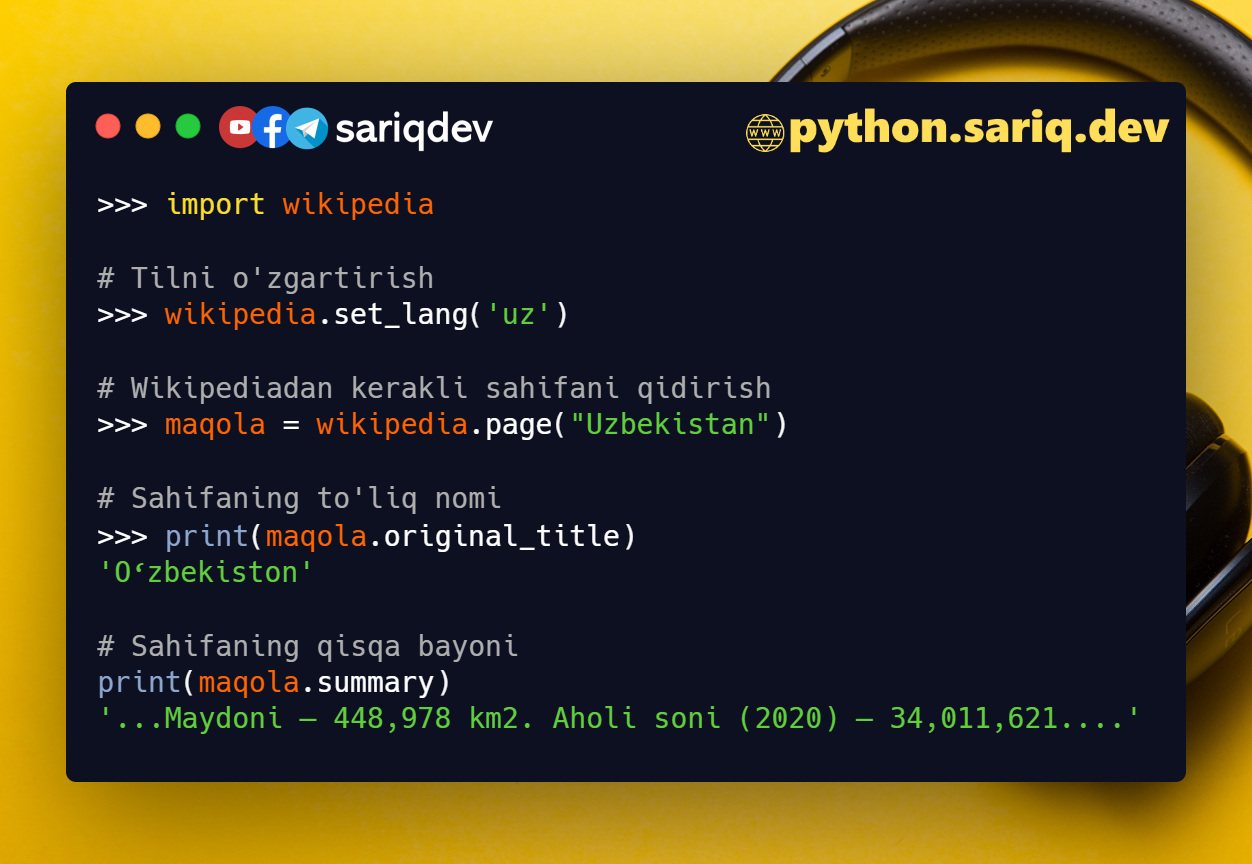 sariqdev
www python.sariq.dev
>>> import wikipedia
# Tilni o'zgartirish
>>> wikipedia.set_lang('uz')
# Wikipediadan kerakli sahifani qidirish
>>> maqola = wikipedia.page("Uzbekistan")
# Sahifaning to'liq nomi
>>> print(maqola.original_title)
'Oʻzbekiston'
# Sahifaning qisqa bayoni
print(maqola.summary)
'...Maydoni — 448,978 km2. Aholi soni (2020) — 34,011,621....'